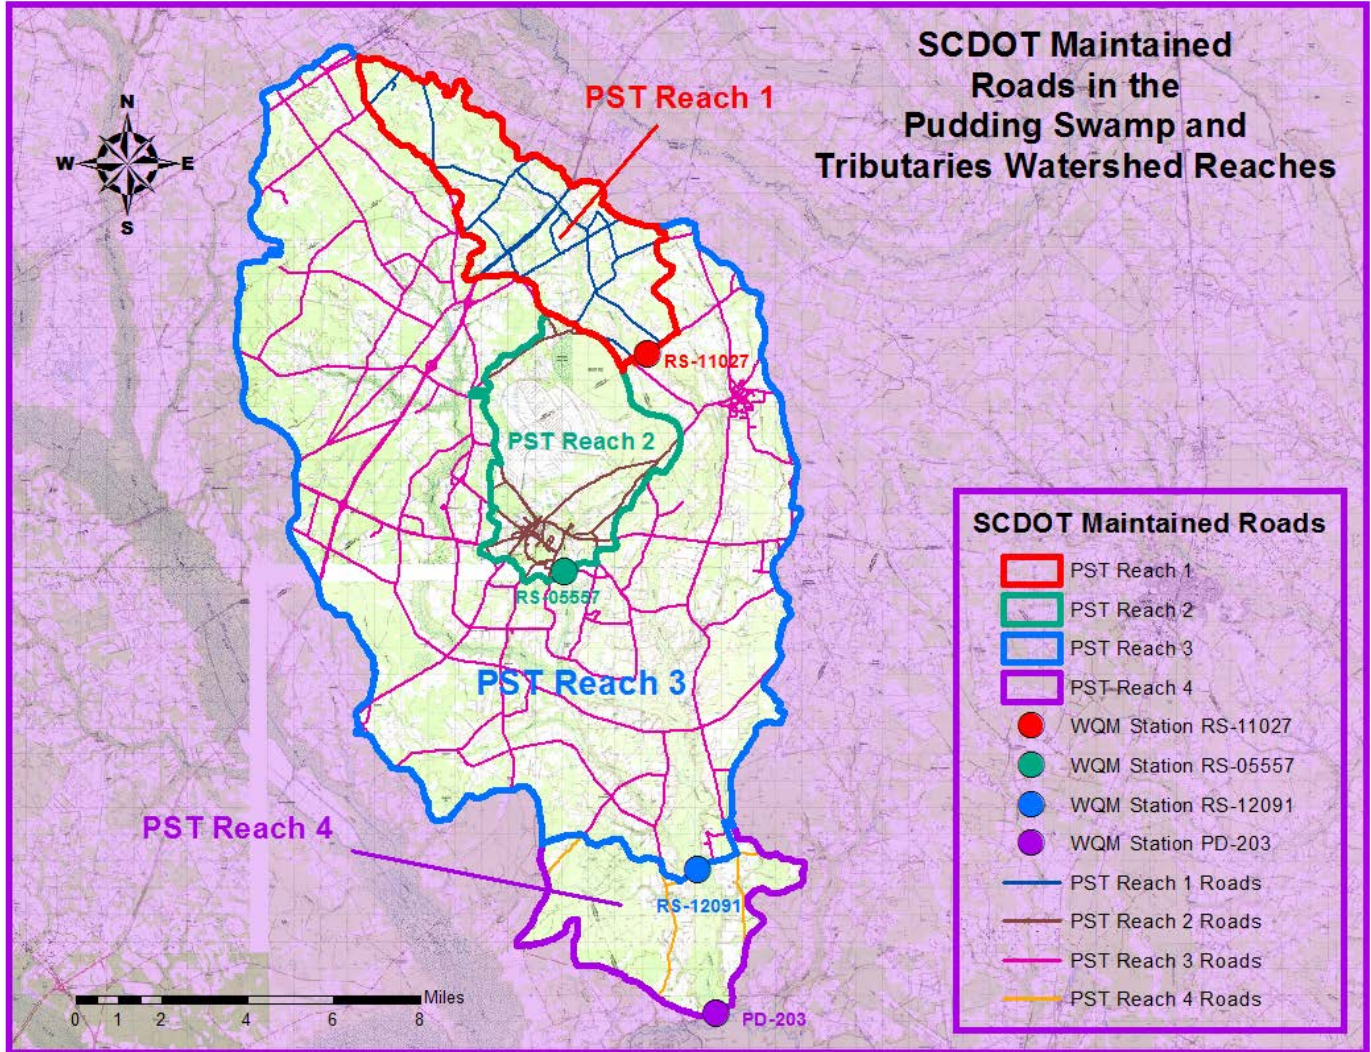 SCDOT Maintained
Roads in the
Pudding Swamp and
Tributaries Watershed Reaches
N
W E
S
PST Reach 1
RS-11027
PST Reach 2
RS-05557
PST Reach 3
PST Reach 4
RS-12091
PD-203
Miles
0 1 2 4 6 8
SCDOT Maintained Roads
PST Reach 1
PST Reach 2
PST Reach 3
PST Reach 4
WQM Station RS-11027
WQM Station RS-05557
WQM Station RS-12091
WQM Station PD-203
PST Reach 1 Roads
PST Reach 2 Roads
PST Reach 3 Roads
PST Reach 4 Roads